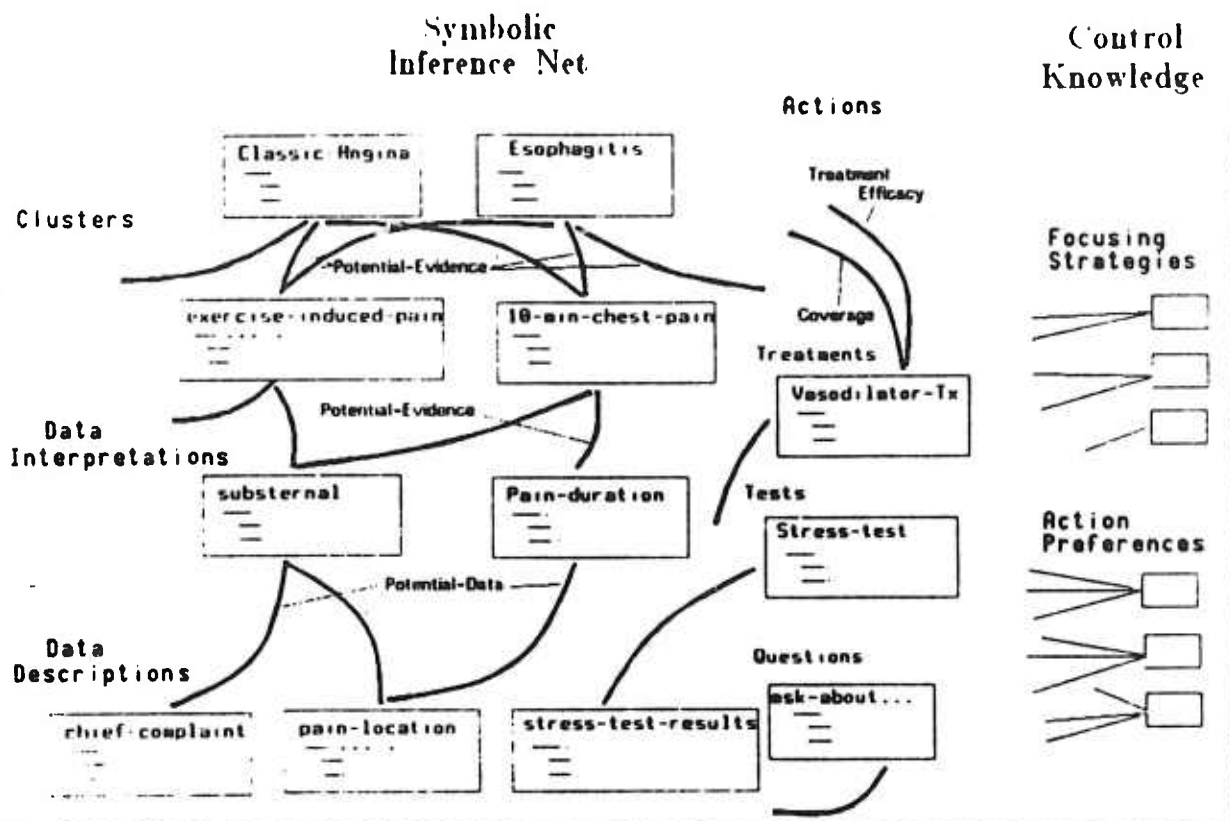 Symbolic
Inference Net
Control
Knowledge
Actions
Classic Angina
Esophagitis
Treatment
Efficacy
Clusters
Focusing
Strategies
Potential-Evidence
exercise-induced-pain
10-min-chest-pain
Coverage
Treatments
Vasodilator-Tx
Potential-Evidence
Data
Interpretations
substernal
Pain-duration
Tests
Stress-test
Action
Preferences
Potential-Data
Data
Descriptions
Questions
ask-about...
chief-complaint
pain-location
stress-test-results